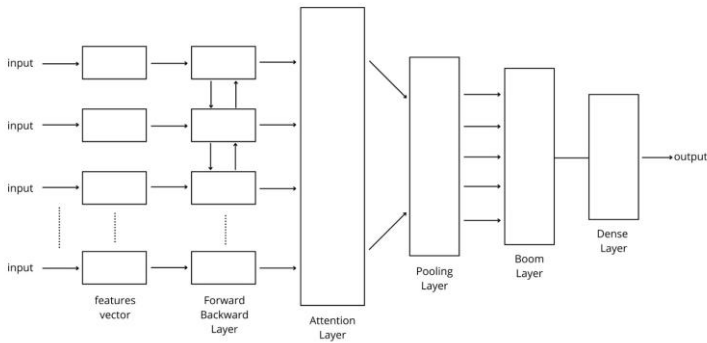 input
input
input
input
features
vector
Forward
Backward
Layer
Attention
Layer
Pooling
Layer
Boom
Layer
Dense
Layer
output